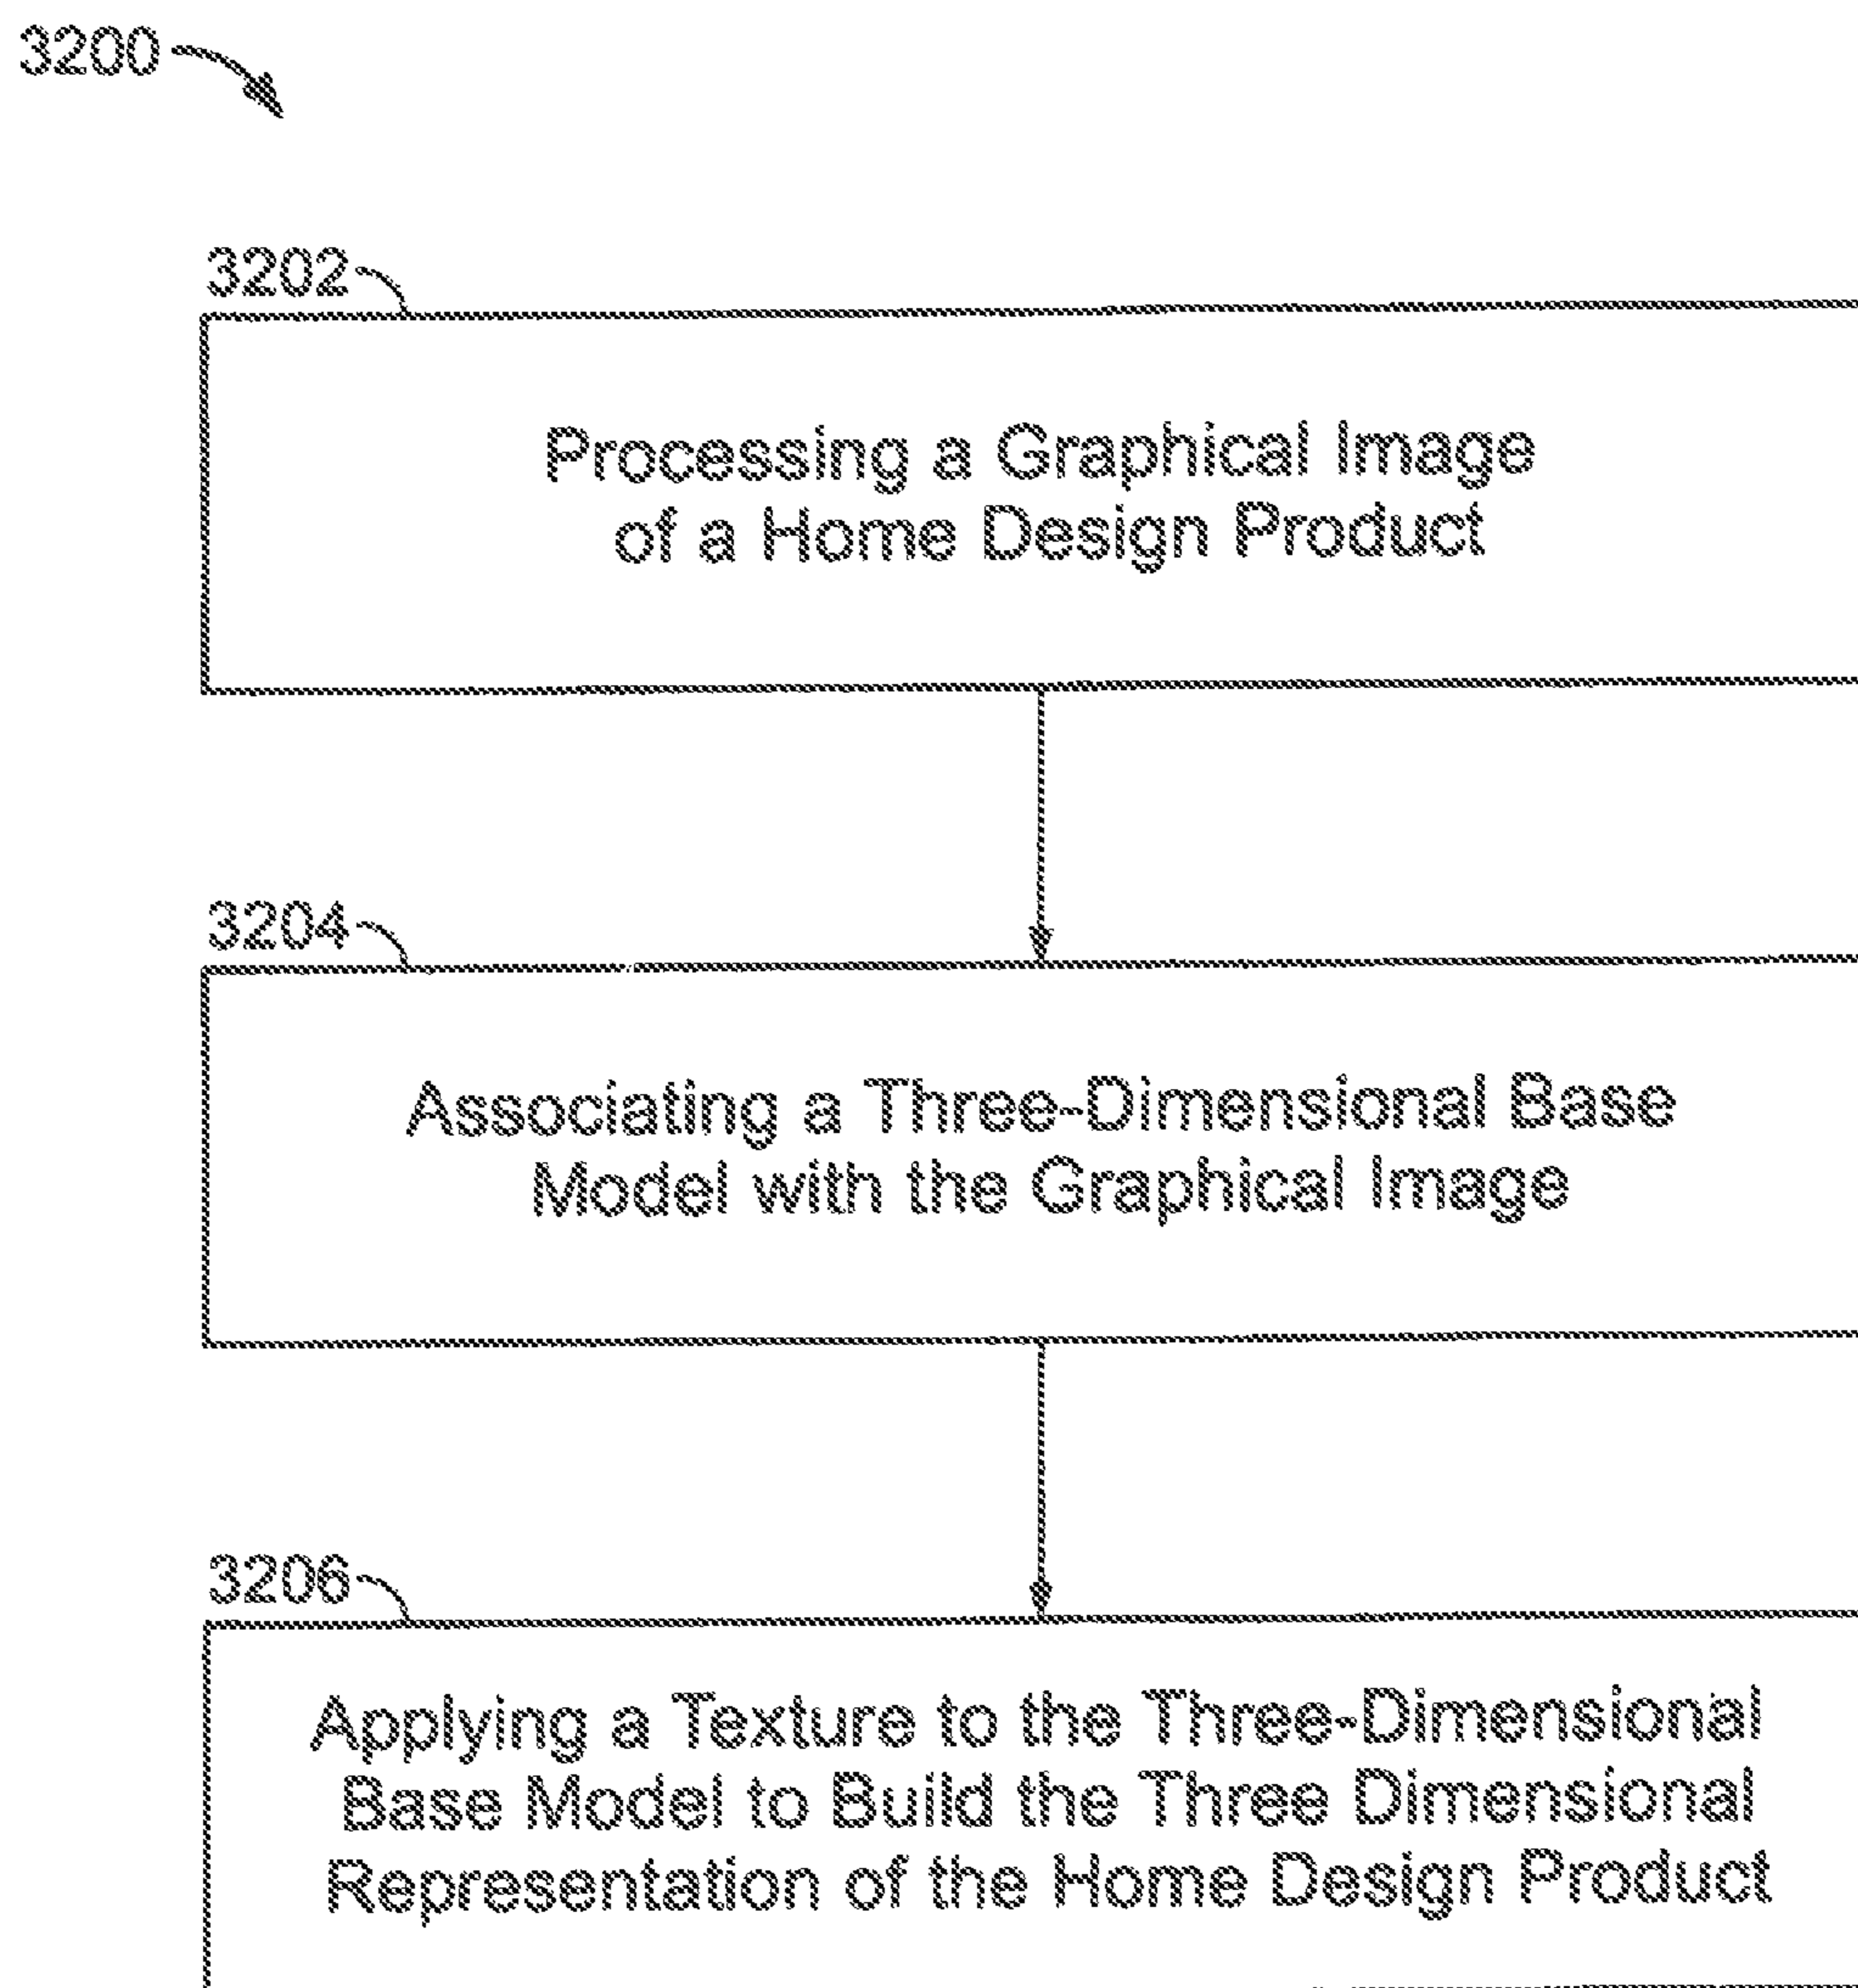 3200
3202
Processing a Graphical Image
of a Home Design Product
3204
Associating a Three-Dimensional Base
Model with the Graphical Image
3206
Applying a Texture to the Three-Dimensional
Base Model to Build the Three Dimensional
Representation of the Home Design Product